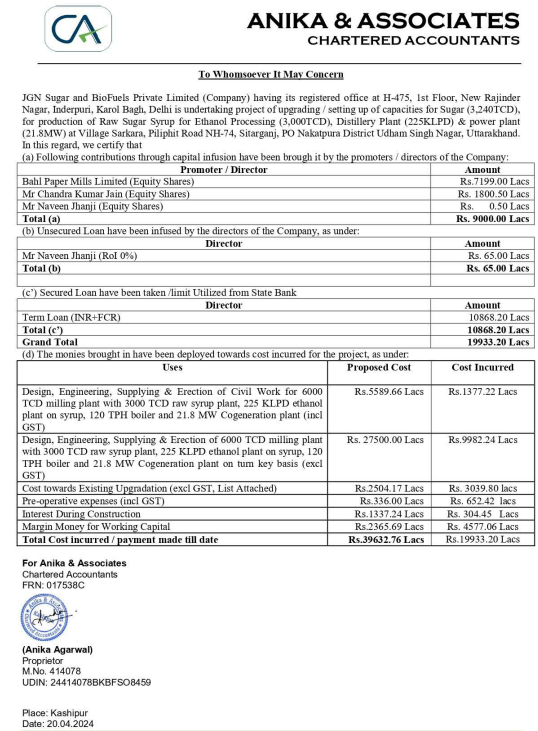 CA
ANIKA & ASSOCIATES
CHARTERED ACCOUNTANTS
To Whomsoever It May Concern
JGN Sugar and BioFuels Private Limited (Company) having its registered office at H-475, 1st Floor, New Rajinder
Nagar, Inderpuri, Karol Bagh, Delhi is undertaking project of upgrading / setting up of capacities for Sugar (3,240TCD),
for production of Raw Sugar Syrup for Ethanol Processing (3,000TCD), Distillery Plant (225KLPD) & power plant
(21.8MW) at Village Sarkara, Piliphit Road NH-74, Sitarganj, PO Nakatpura District Udham Singh Nagar, Uttarakhand.
In this regard, we certify that
(a) Following contributions through capital infusion have been brought it by the promoters / directors of the Company:
Promoter / Director Amount
Bahl Paper Mills Limited (Equity Shares) Rs.7199.00 Lacs
Mr Chandra Kumar Jain (Equity Shares) Rs. 1800.50 Lacs
Mr Naveen Jhanji (Equity Shares) Rs. 0.50 Lacs
Total (a) Rs. 9000.00 Lacs
(b) Unsecured Loan have been infused by the directors of the Company, as under:
Director Amount
Mr Naveen Jhanji (RoI 0%) Rs. 65.00 Lacs
Total (b) Rs. 65.00 Lacs
(c') Secured Loan have been taken /limit Utilized from State Bank
Director Amount
Term Loan (INR+FCR) 10868.20 Lacs
Total (c') 10868.20 Lacs
Grand Total 19933.20 Lacs
(d) The monies brought in have been deployed towards cost incurred for the project, as under:
Uses Proposed Cost Cost Incurred
Design, Engineering, Supplying & Erection of Civil Work for 6000 Rs.5589.66 Lacs Rs.1377.22 Lacs
TCD milling plant with 3000 TCD raw syrup plant, 225 KLPD ethanol
plant on syrup, 120 TPH boiler and 21.8 MW Cogeneration plant (incl
GST)
Design, Engineering, Supplying & Erection of 6000 TCD milling plant Rs. 27500.00 Lacs Rs.9982.24 Lacs
with 3000 TCD raw syrup plant, 225 KLPD ethanol plant on syrup, 120
TPH boiler and 21.8 MW Cogeneration plant on turn key basis (excl
GST)
Cost towards Existing Upgradation (excl GST, List Attached) Rs.2504.17 Lacs Rs. 3039.80 lacs
Pre-operative expenses (incl GST) Rs.336.00 Lacs Rs. 652.42 lacs
Interest During Construction Rs.1337.24 Lacs Rs. 304.45 Lacs
Margin Money for Working Capital Rs.2365.69 Lacs Rs. 4577.06 Lacs
Total Cost incurred / payment made till date Rs.39632.76 Lacs Rs.19933.20 Lacs
For Anika & Associates
Chartered Accountants
FRN: 017538C
Anika & Associates
Chartered Accountants
(Anika Agarwal)
Proprietor
M.No. 414078
UDIN: 24414078BKBFSO8459
Place: Kashipur
Date: 20.04.2024